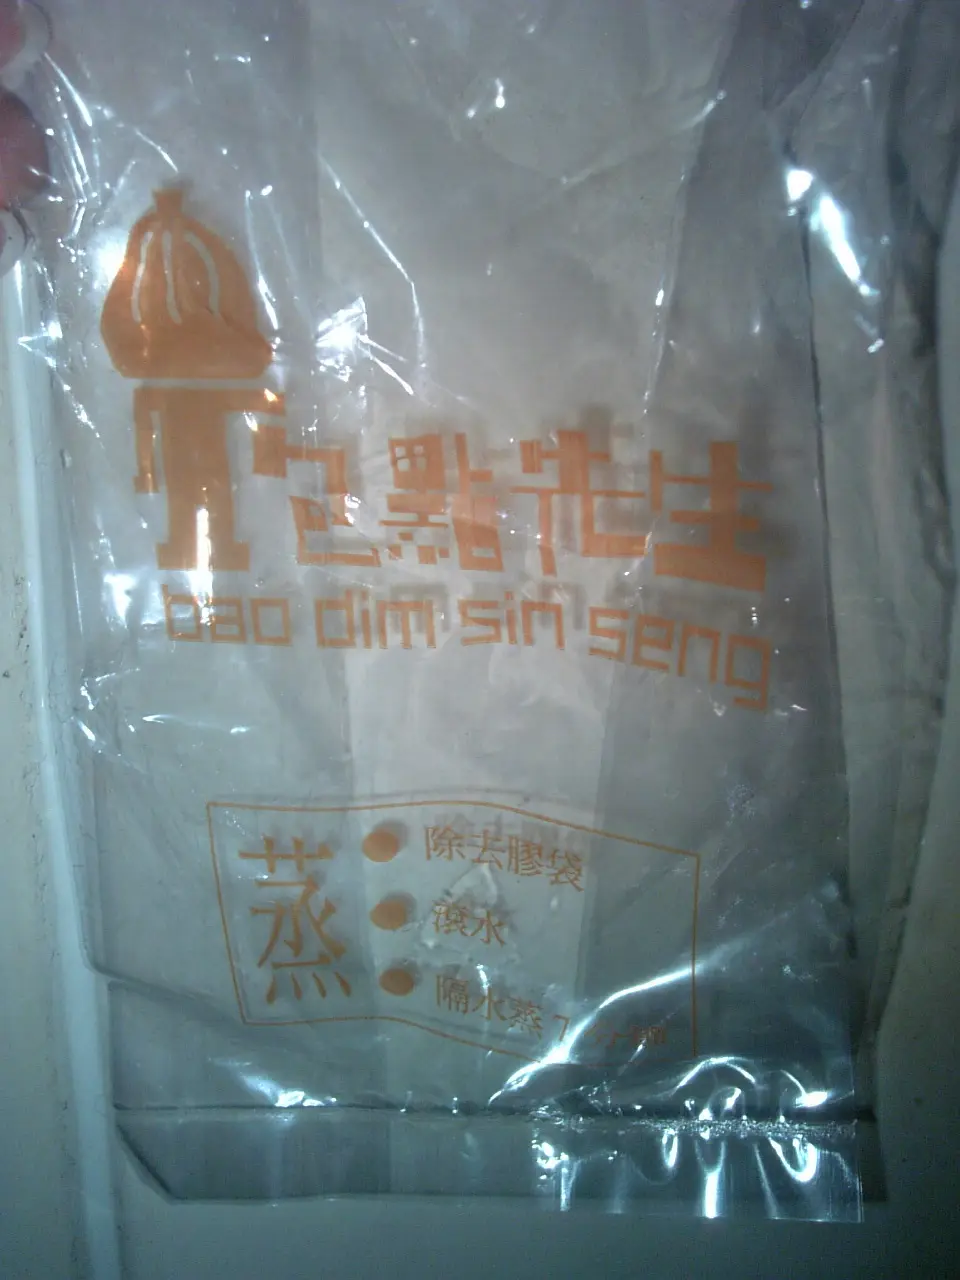 包點先生
bao dim sin seng
蒸
除去膠袋
滾水
隔水蒸7分鐘